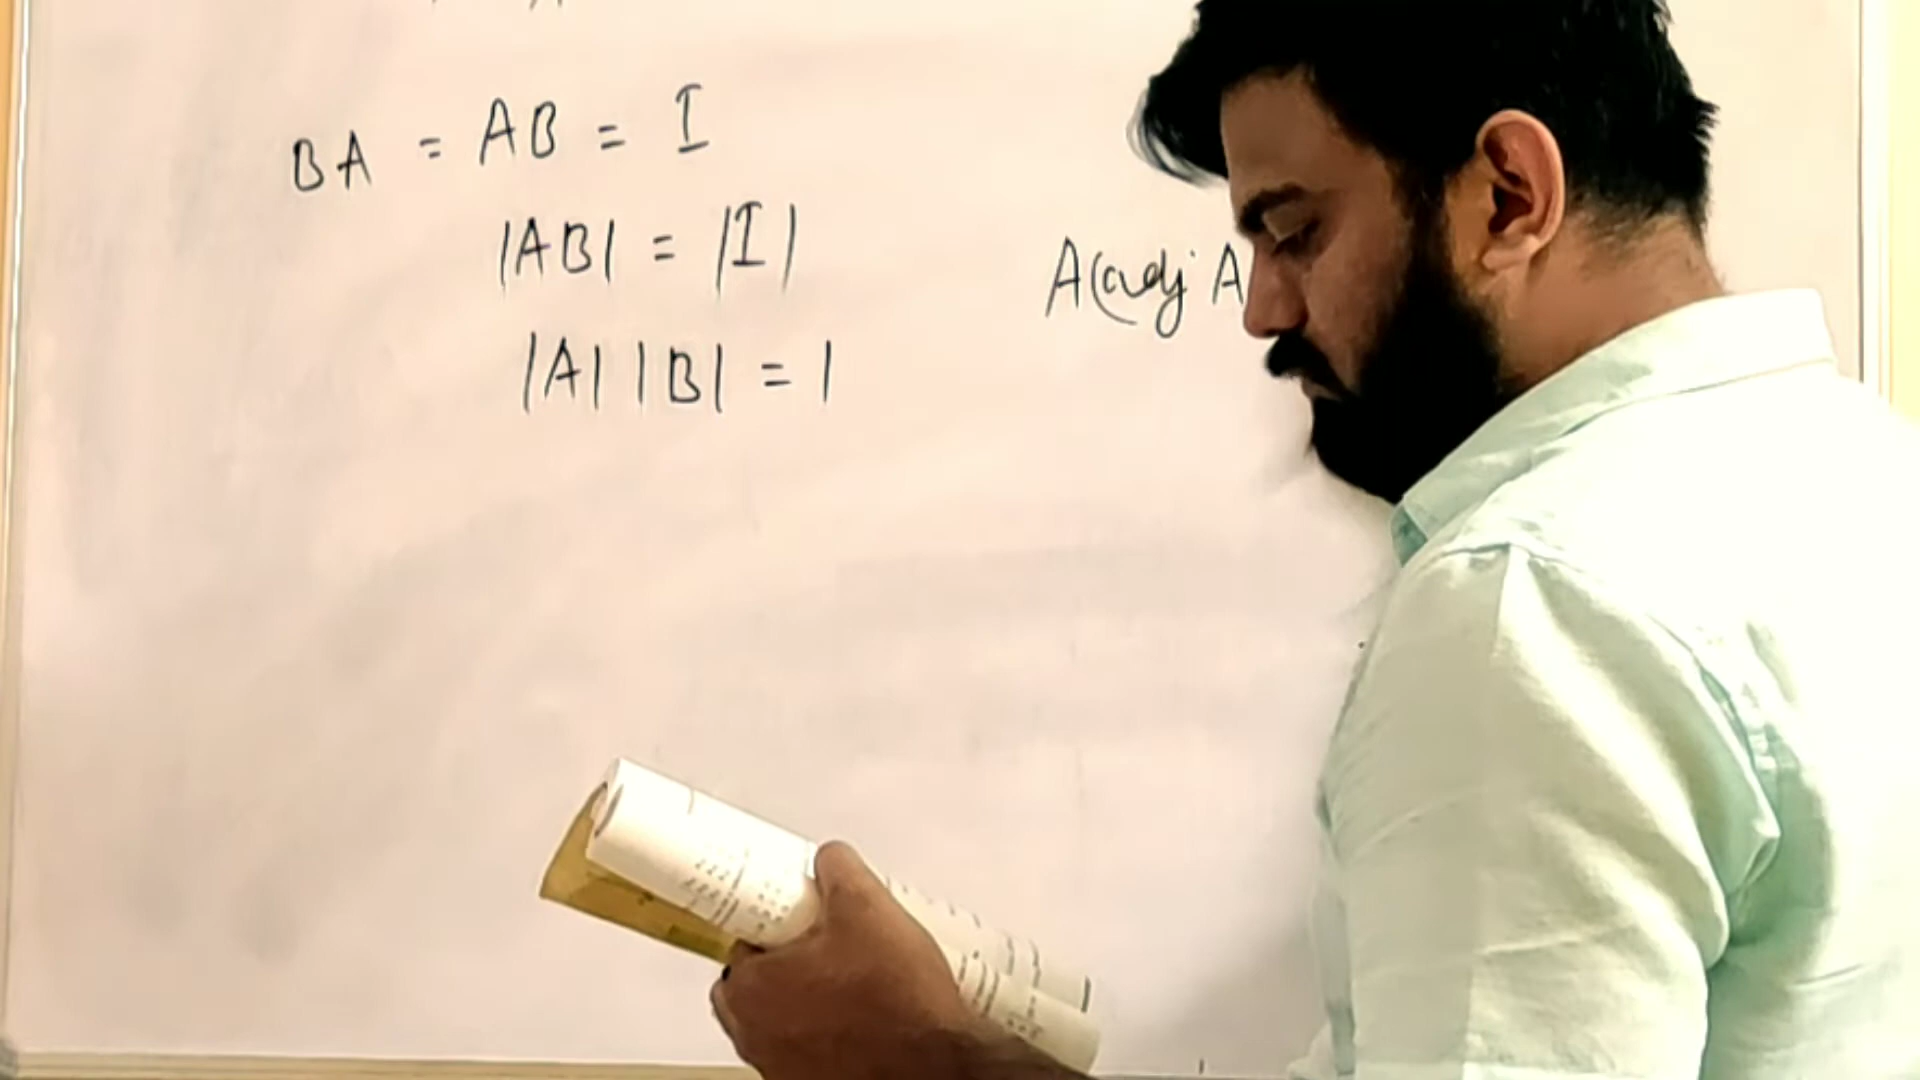 BA = AB = I
|AB| = |I|
A(adj A
|A| |B| = 1